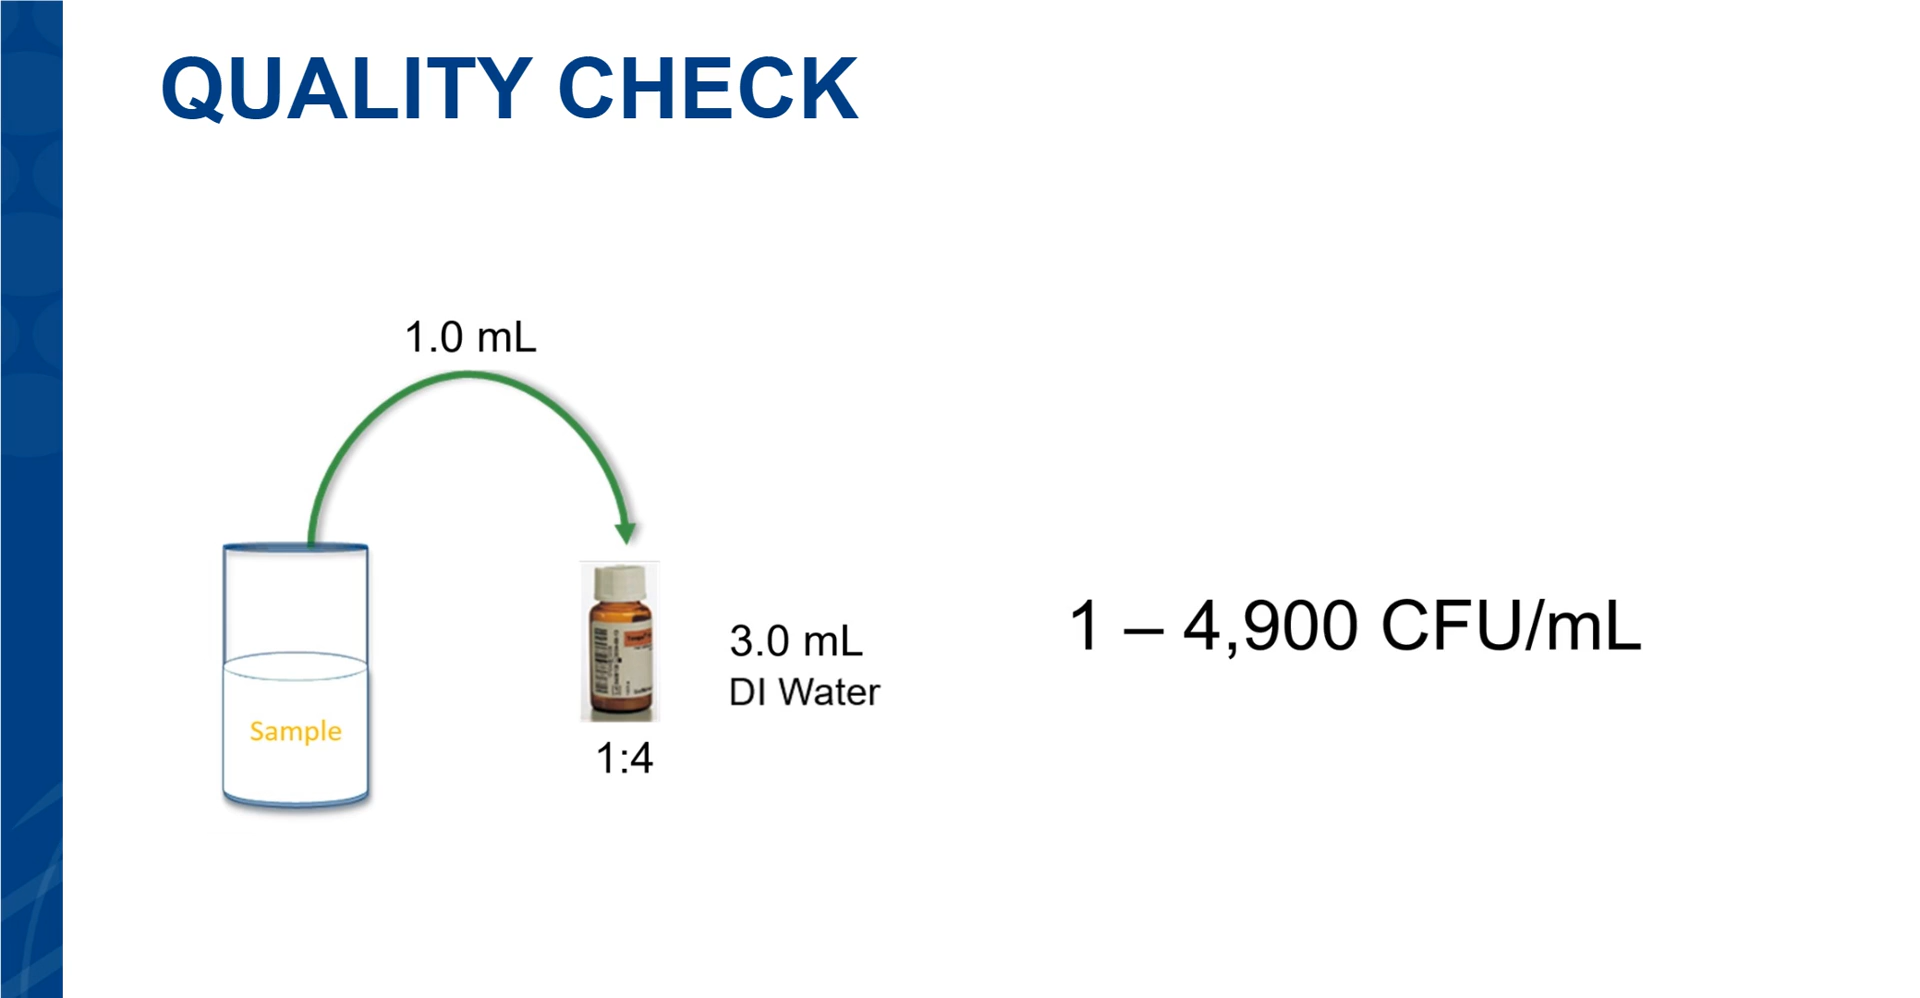 QUALITY CHECK
1.0 mL
Sample
1:4
3.0 mL
DI Water
1 – 4,900 CFU/mL